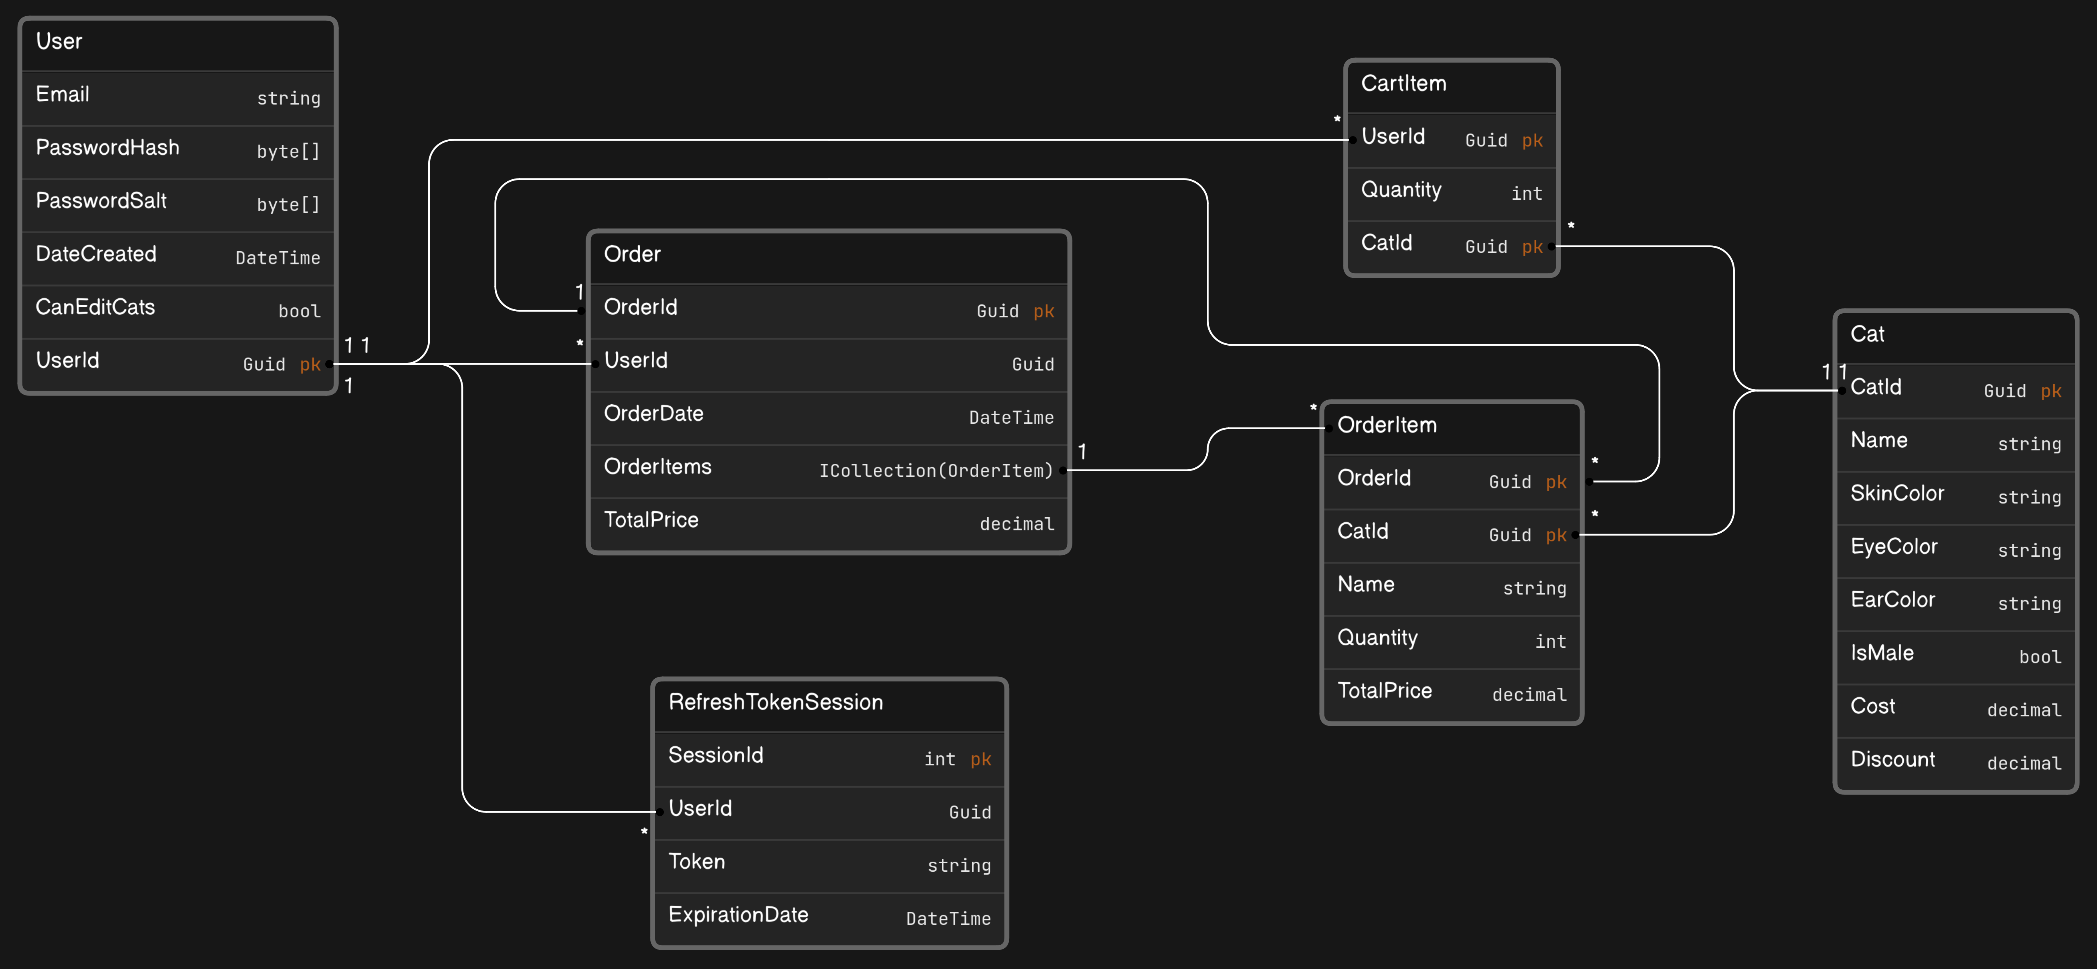 User
Email string
PasswordHash byte[]
PasswordSalt byte[]
DateCreated DateTime
CanEditCats bool
UserId Guid pk
1 1
1
Order
1
OrderId Guid pk
*
UserId Guid
OrderDate DateTime
OrderItems ICollection(OrderItem)
1
TotalPrice decimal
RefreshTokenSession
SessionId int pk
UserId Guid
*
Token string
ExpirationDate DateTime
CartItem
*
UserId Guid pk
Quantity int
*
CatId Guid pk
*
OrderItem
*
OrderId Guid pk
*
CatId Guid pk
Name string
Quantity int
TotalPrice decimal
Cat
1 1
CatId Guid pk
Name string
SkinColor string
EyeColor string
EarColor string
IsMale bool
Cost decimal
Discount decimal